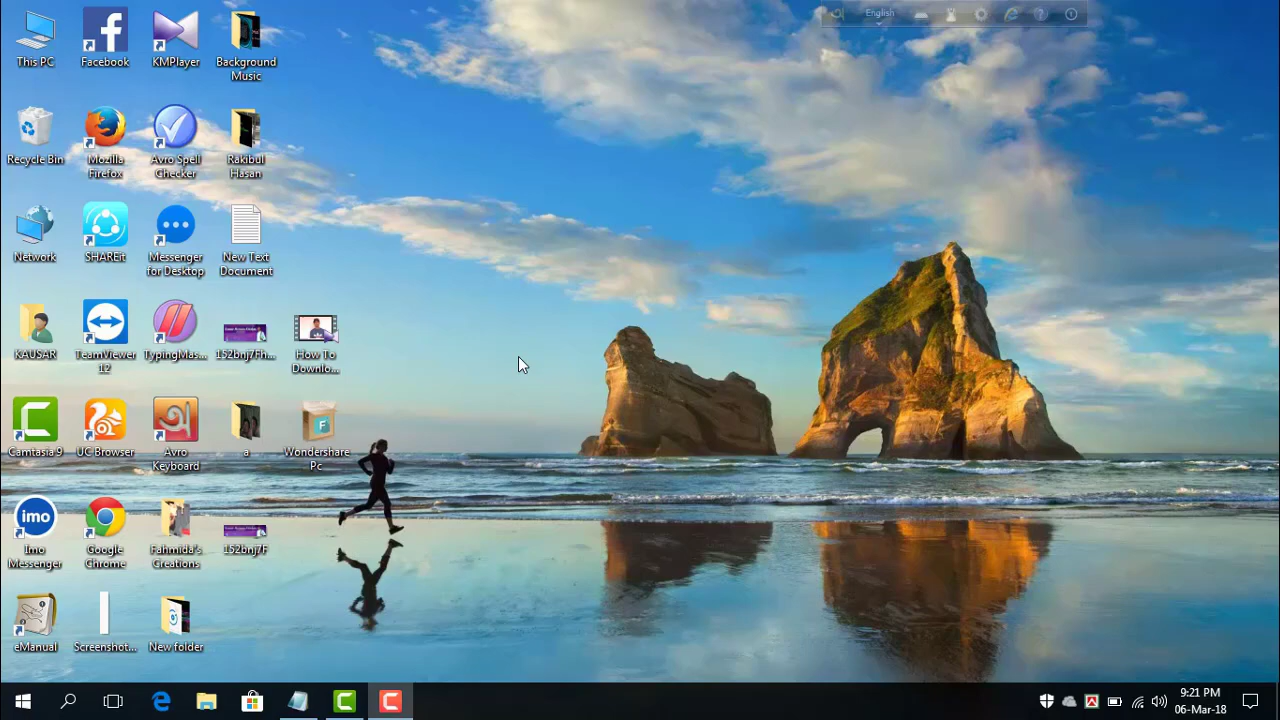 English
This PC
Facebook
KMPlayer
Background
Music
Recycle Bin
Mozilla
Firefox
Avro Spell
Checker
Rakibul
Hasan
Network
SHAREit
Messenger
for Desktop
New Text
Document
KAUSAR
TeamViewer
12
TypingMas...
152bnj7Fh...
How To
Downlo...
Camtasia 9
UC Browser
অ
Avro
Keyboard
a
F
Wondershare
Pc
imo
Imo
Messenger
Google
Chrome
Fahmida's
Creations
152bnj7F
eManual
Screenshot...
New folder
9:21 PM
06-Mar-18